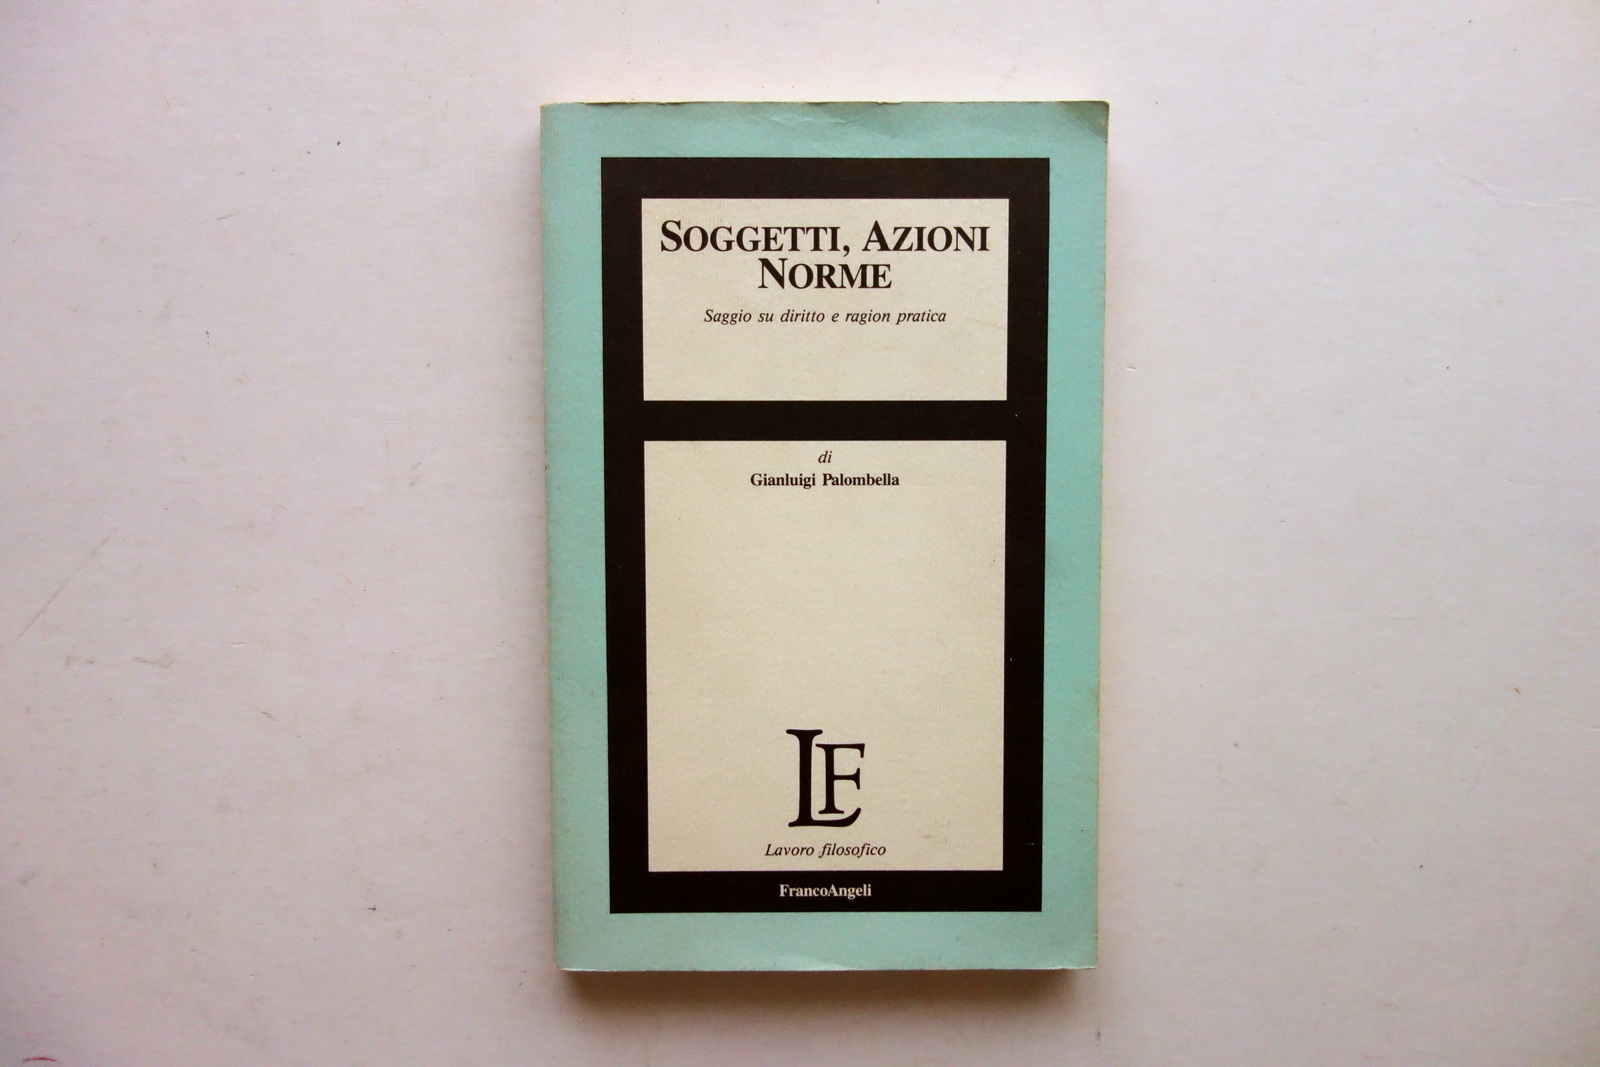 SOGGETTI, AZIONI
NORME
Saggio su diritto e ragion pratica
di
Gianluigi Palombella
LF
Lavoro filosofico
FrancoAngeli